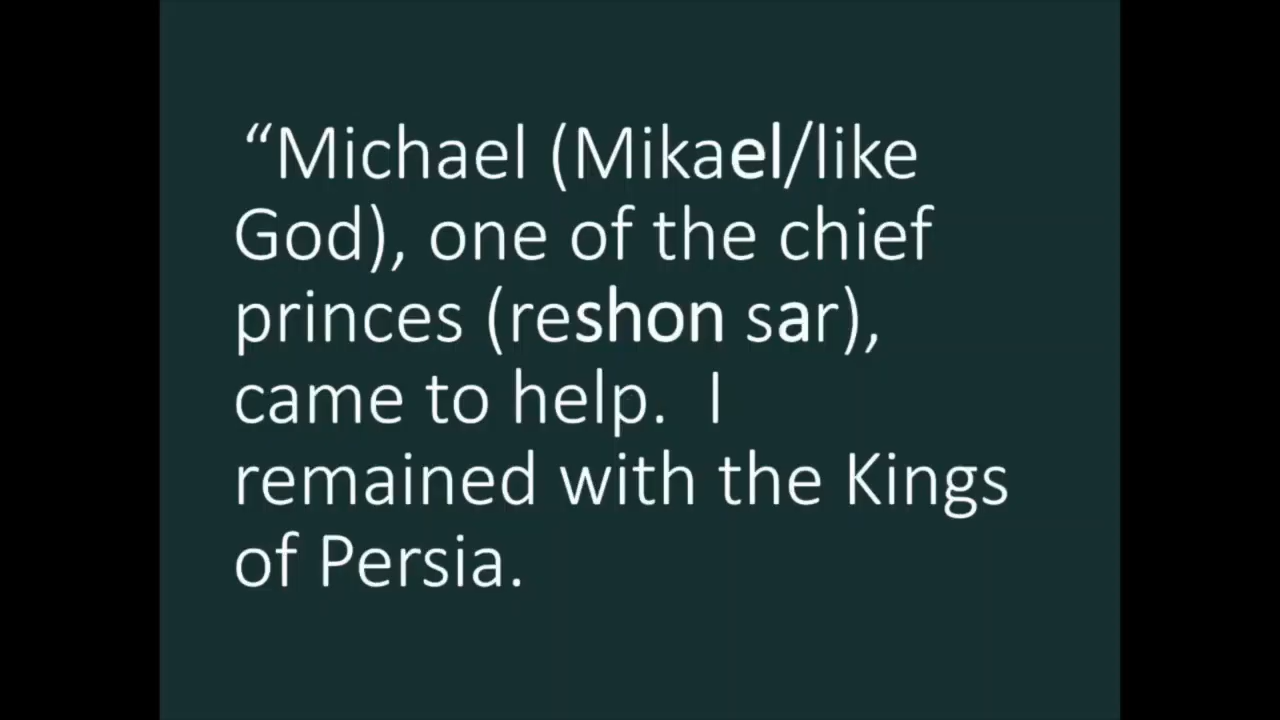 “Michael (Mikael/like
God), one of the chief
princes (reshon sar),
came to help.  I
remained with the Kings
of Persia.